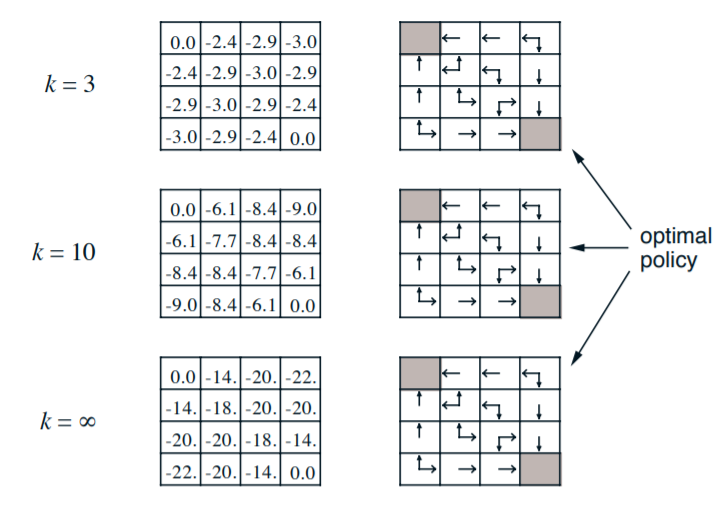 0.0 -2.4 -2.9 -3.0
-2.4 -2.9 -3.0 -2.9
k = 3
-2.9 -3.0 -2.9 -2.4
-3.0 -2.9 -2.4 0.0
0.0 -6.1 -8.4 -9.0
-6.1 -7.7 -8.4 -8.4
k = 10
-8.4 -8.4 -7.7 -6.1
-9.0 -8.4 -6.1 0.0
optimal
policy
0.0 -14. -20. -22.
-14. -18. -20. -20.
k = ∞
-20. -20. -18. -14.
-22. -20. -14. 0.0